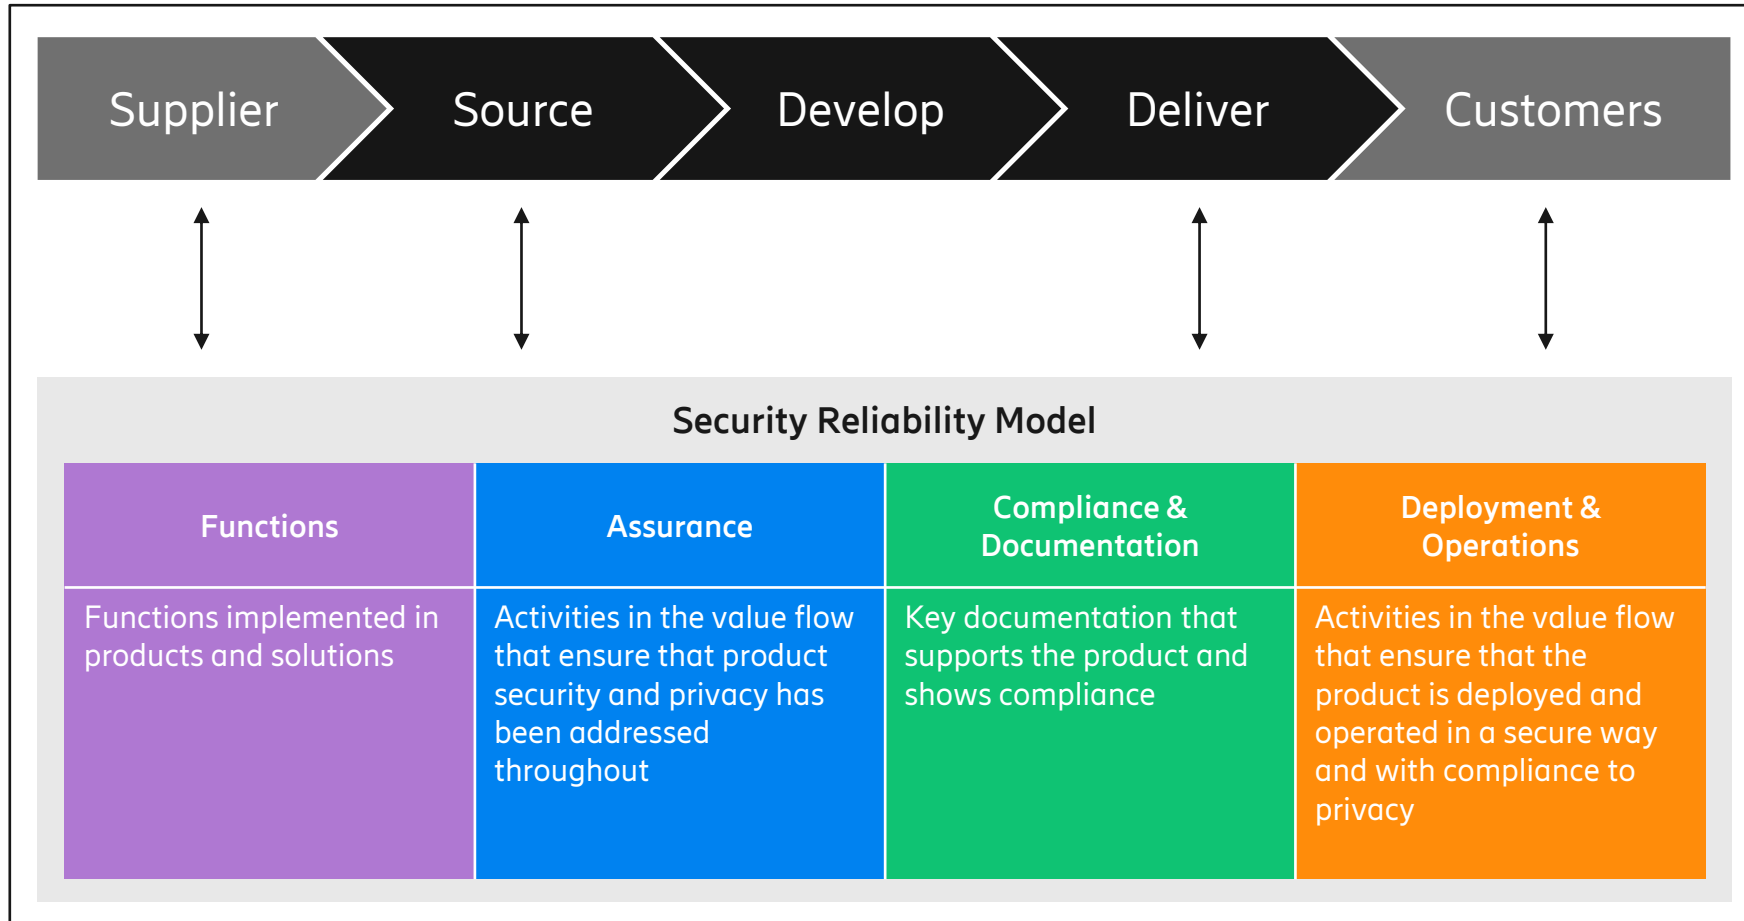 Supplier
Source
Develop
Deliver
Customers
Security Reliability Model
Functions
Assurance
Compliance &
Documentation
Deployment &
Operations
Functions implemented in
products and solutions
Activities in the value flow
that ensure that product
security and privacy has
been addressed
throughout
Key documentation that
supports the product and
shows compliance
Activities in the value flow
that ensure that the
product is deployed and
operated in a secure way
and with compliance to
privacy